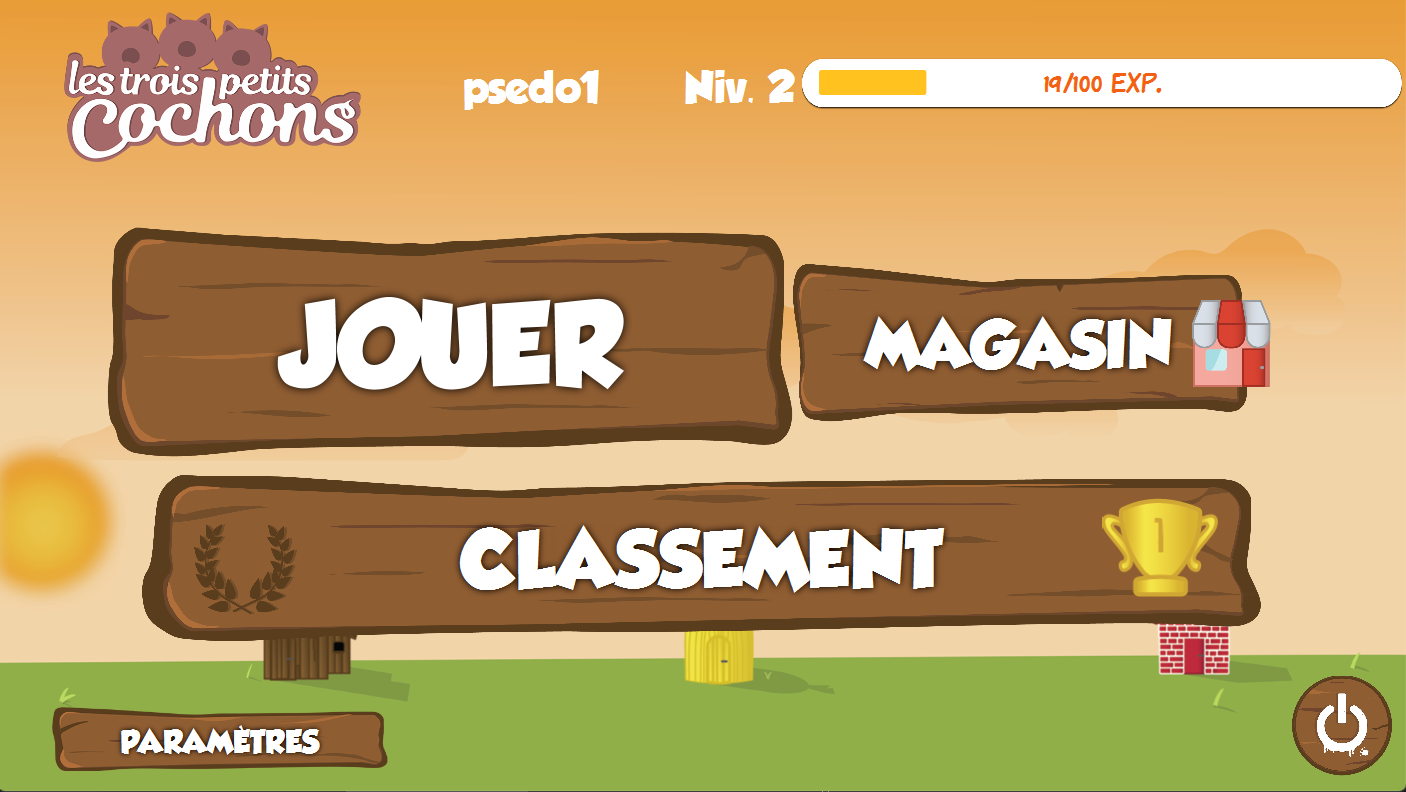 les trois petits
Cochons
psedo1
Niv. 2
19/100 EXP.
JOUER
MAGASIN
CLASSEMENT
1
PARAMÈTRES